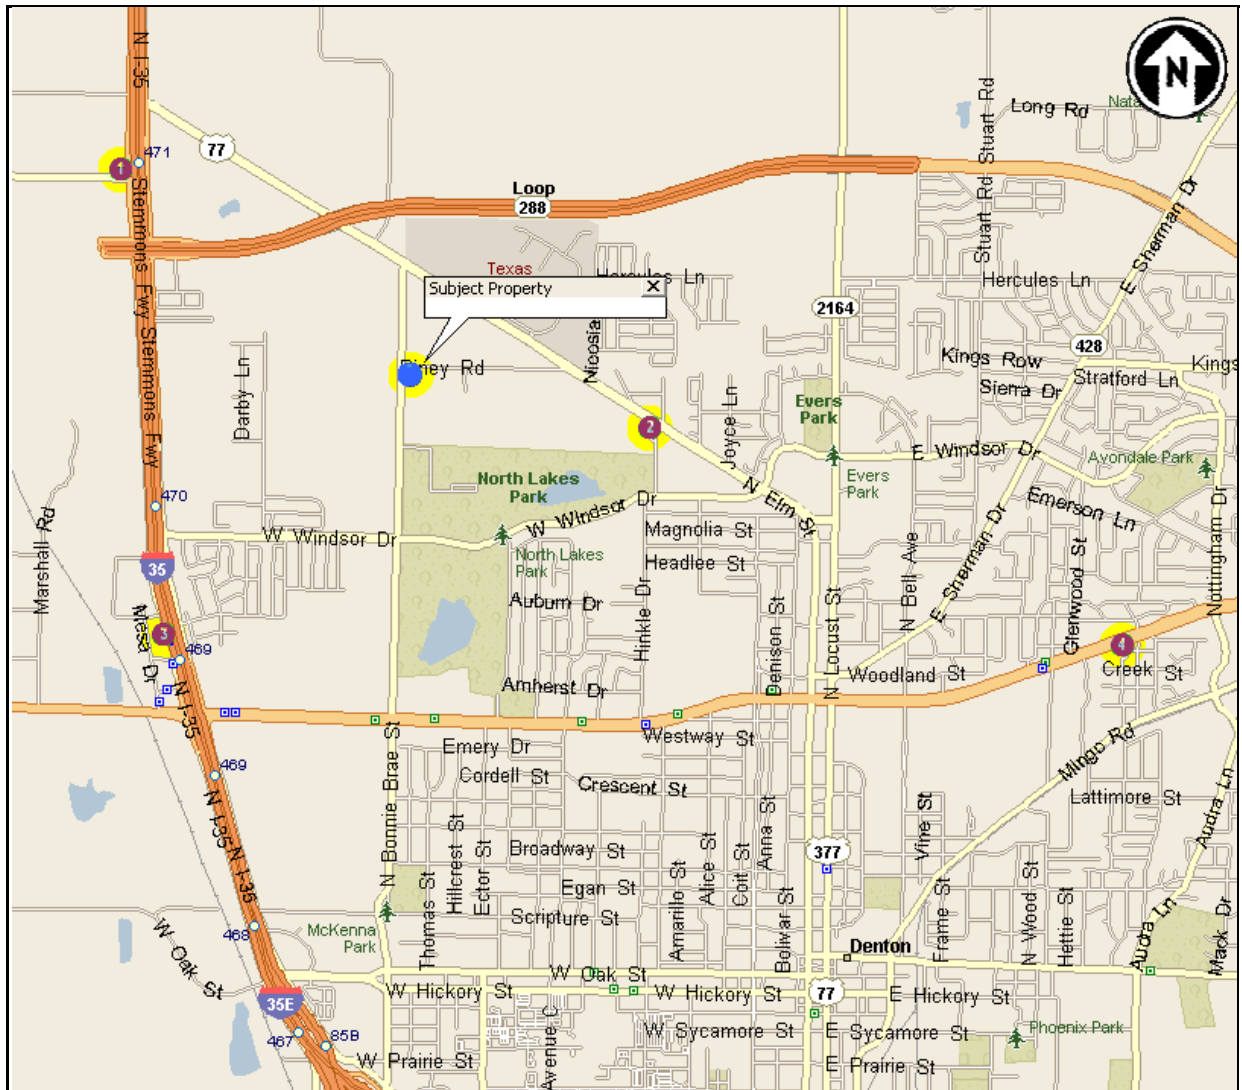 N I-35
N
Long Rd
Nata
Stuart Rd
Stuart Rd
77
471
1
Loop
288
Stemmons Fwy
Stemmons Fwy
E Sherman Dr
Texas
Hercules Ln
Hercules Ln
Subject Property
2164
428
Nicosia
Kings Row
Kings
Sierra Dr
Stratford Ln
Riney Rd
Darby Ln
Joyce Ln
Evers
Park
2
E Windsor Dr
Avondale Park
North Lakes
Park
Evers
Park
470
N Elm St
Emerson Ln
Marshall Rd
W Windsor Dr
W Windsor Dr
Magnolia St
North Lakes
Park
Headlee St
35
N Bell Ave
E Sherman Dr
Glenwood St
Nottingham Dr
Auburn Dr
Hinkle Dr
Denison St
N Locust St
Mesa Dr
3
469
4
Woodland St
Creek St
Amherst Dr
N I-35
Westway St
Emery Dr
Mingo Rd
469
Cordell St
Crescent St
Lattimore St
Audra Ln
N Bonnie Brae St
N I-35
N I-35
Hillcrest St
Ector St
Broadway St
Alice St
Coit St
Anna St
377
Vine St
Thomas St
Egan St
Amarillo St
Scripture St
Bolivar St
Frame St
N Wood St
Hettie St
Audra Ln
Mack Dr
468
McKenna
Park
W Oak St
Denton
W Oak St
35E
W Hickory St
W Hickory St
77
E Hickory St
467
85B
Avenue C
W Sycamore St
E Sycamore St
Phoenix Park
W Prairie St
E Prairie St